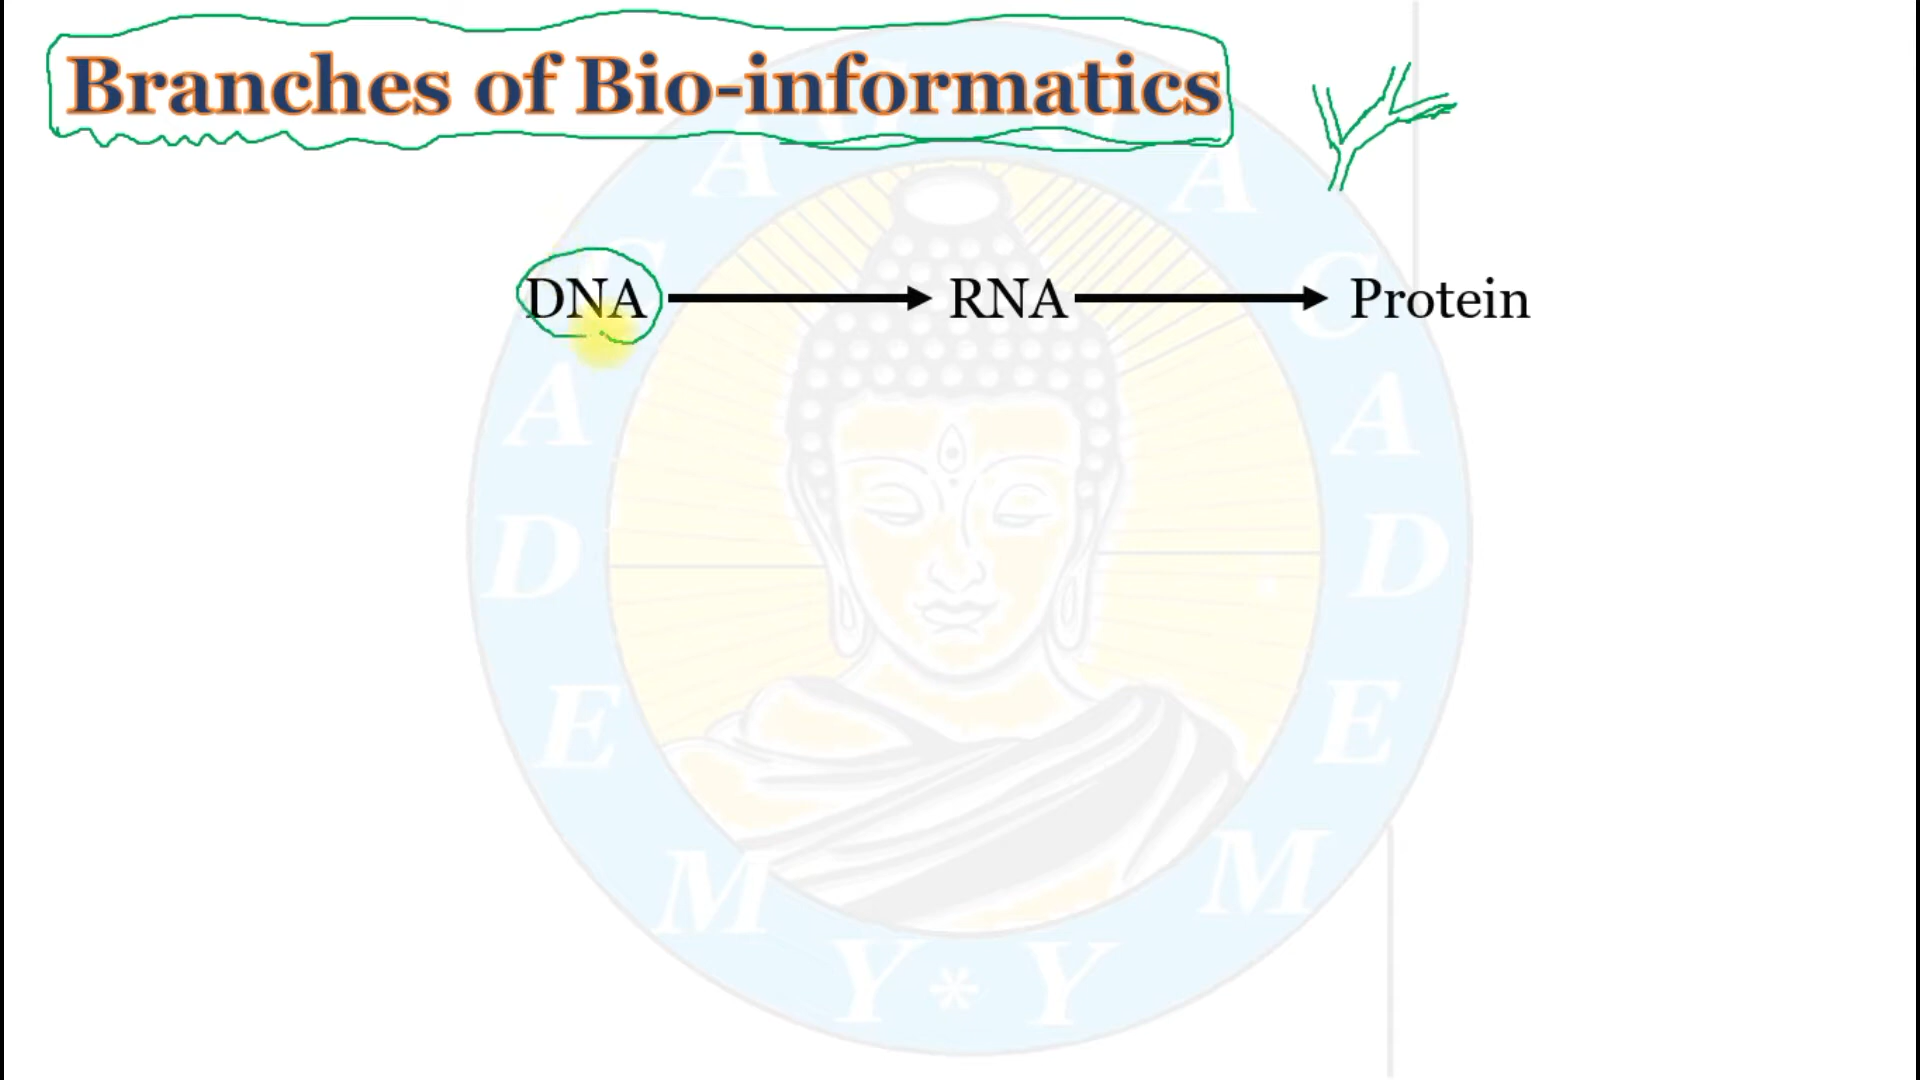 Branches of Bio-informatics
DNA RNA Protein
A G G A
C C
A A
D D
E E
M M
Y * Y